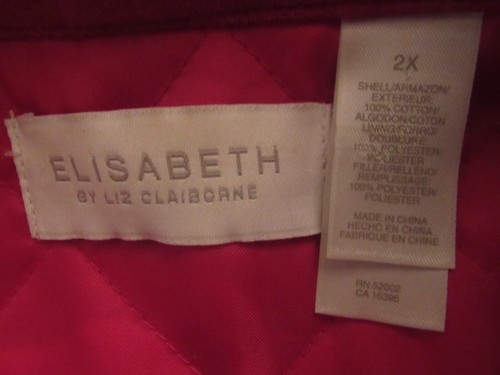 ELISABETH
BY LIZ CLAIBORNE
2X
SHELL/ARMAZON/
EXTERIEUR:
100% COTTON/
ALGODON/COTON
LINING/FORRO/
DOUBLURE:
100% POLYESTER/
POLIESTER
FILLER/RELLENO/
REMPLISSAGE:
100% POLYESTER/
POLIESTER
MADE IN CHINA
HECHO EN CHINA
FABRIQUE EN CHINE
RN 52002
CA 16395